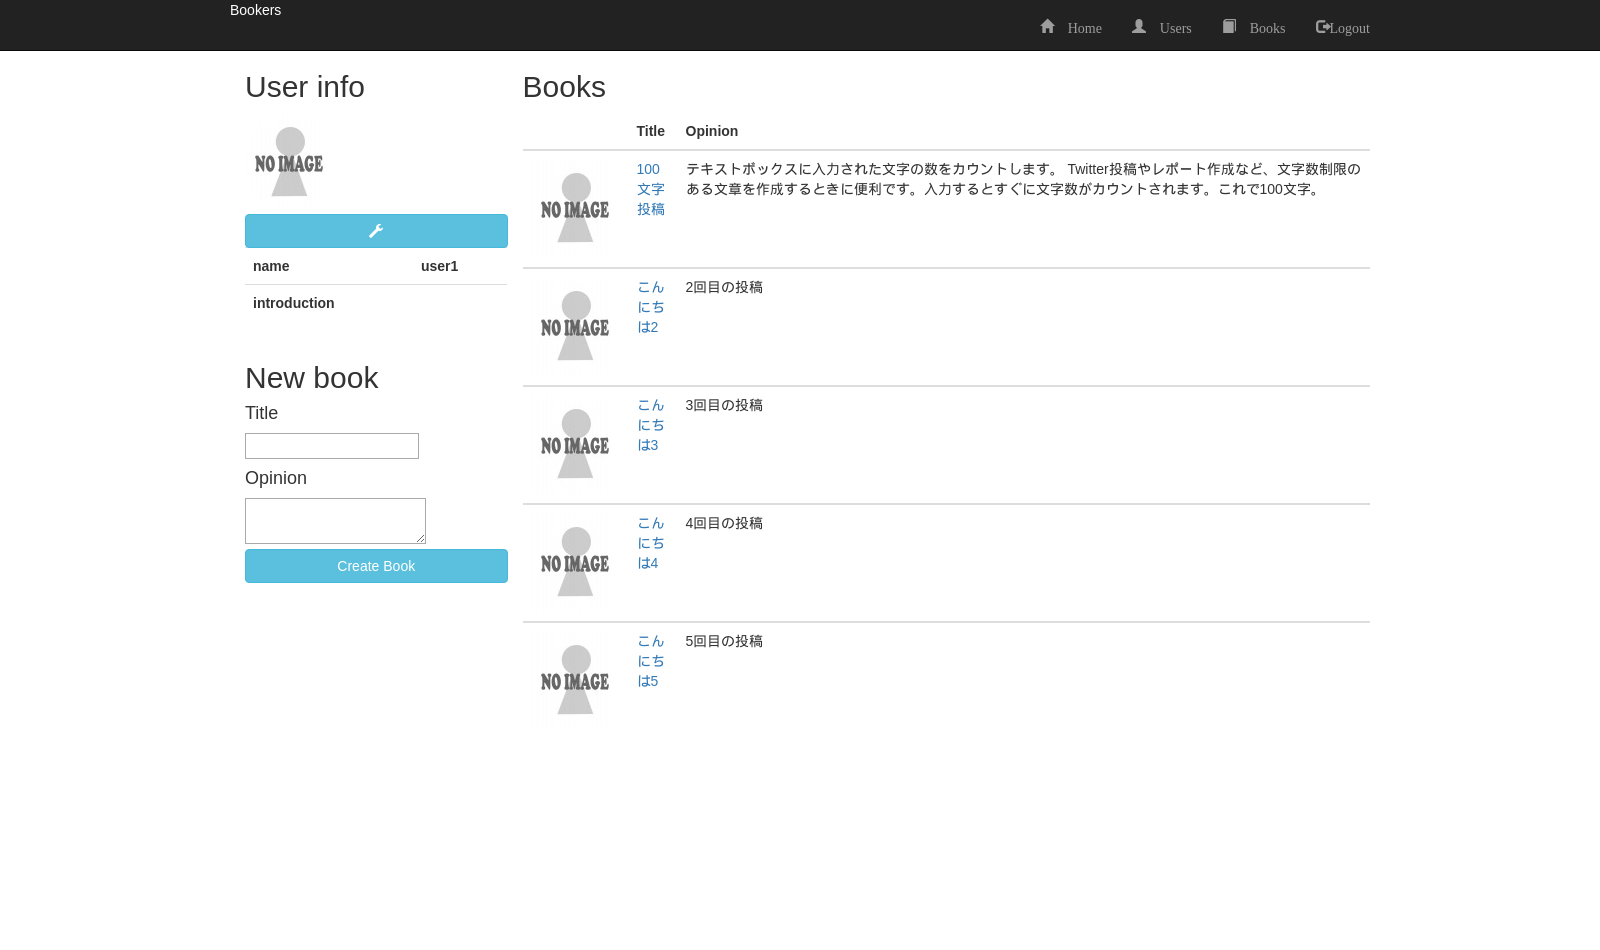 Bookers
Home Users Books Logout
User info
NO IMAGE
name user1
introduction
New book
Title
Opinion
Create Book
Books
Title Opinion
NO IMAGE
100
文字
投稿
テキストボックスに入力された文字の数をカウントします。 Twitter投稿やレポート作成など、文字数制限の
ある文章を作成するときに便利です。入力するとすぐに文字数がカウントされます。これで100文字。
NO IMAGE
こん
にち
は2
2回目の投稿
NO IMAGE
こん
にち
は3
3回目の投稿
NO IMAGE
こん
にち
は4
4回目の投稿
NO IMAGE
こん
にち
は5
5回目の投稿